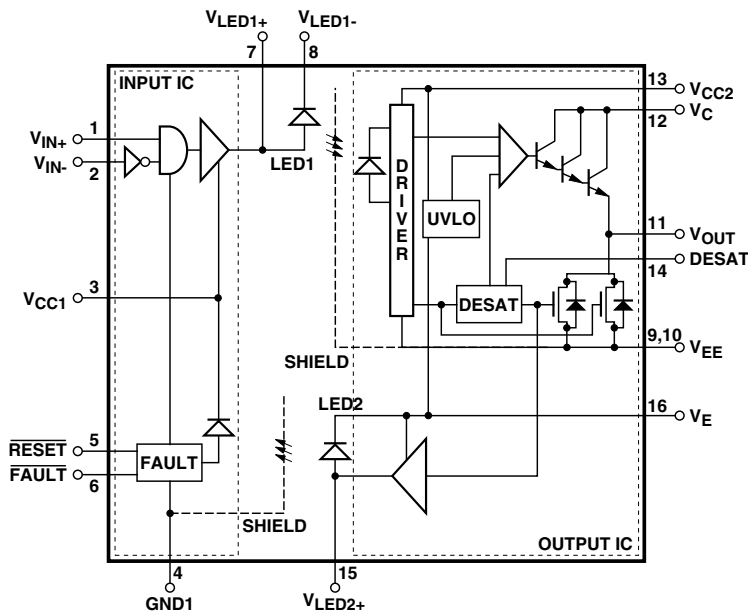 VLED1+
VLED1-
7
8
INPUT IC
13
VCC2
12
VC
1
VIN+
2
VIN-
LED1
DRIVER
UVLO
11
VOUT
DESAT
14
3
VCC1
DESAT
9,10
VEE
SHIELD
LED2
16
VE
5
RESET
FAULT
6
FAULT
SHIELD
OUTPUT IC
4
15
GND1
VLED2+